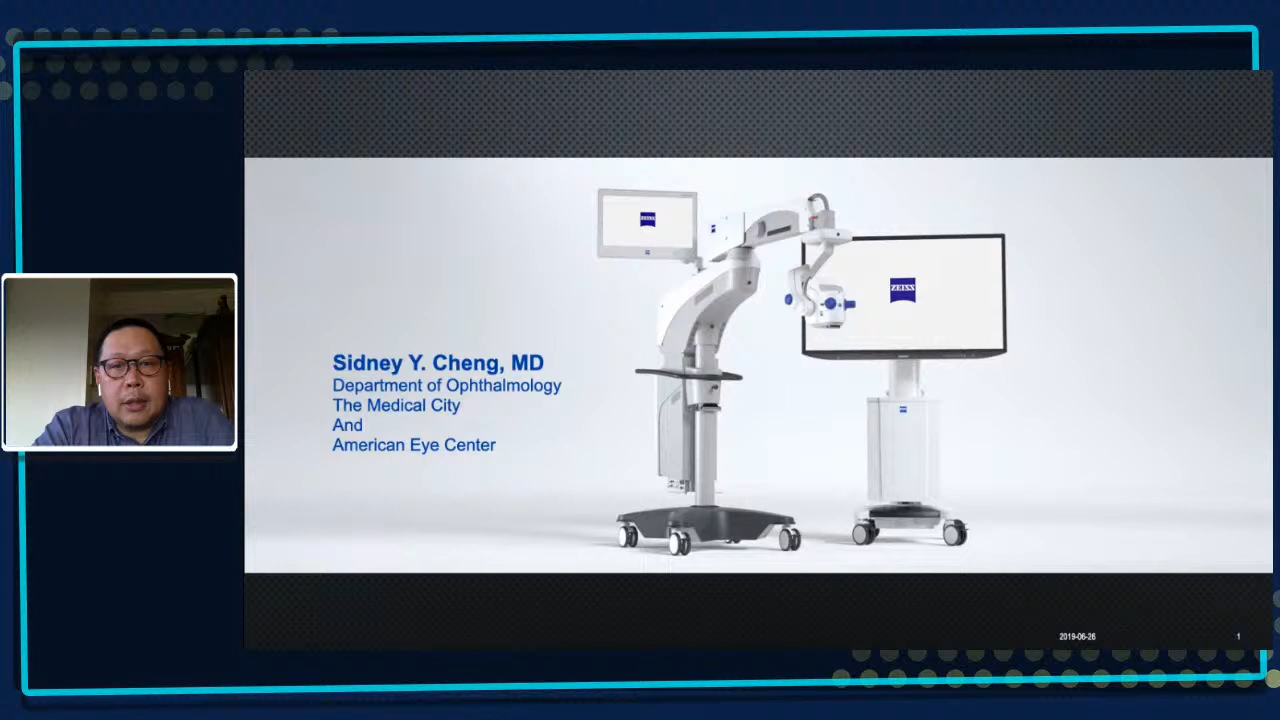 ZEISS
ZEISS
Sidney Y. Cheng, MD
Department of Ophthalmology
The Medical City
And
American Eye Center
2019-06-26
1